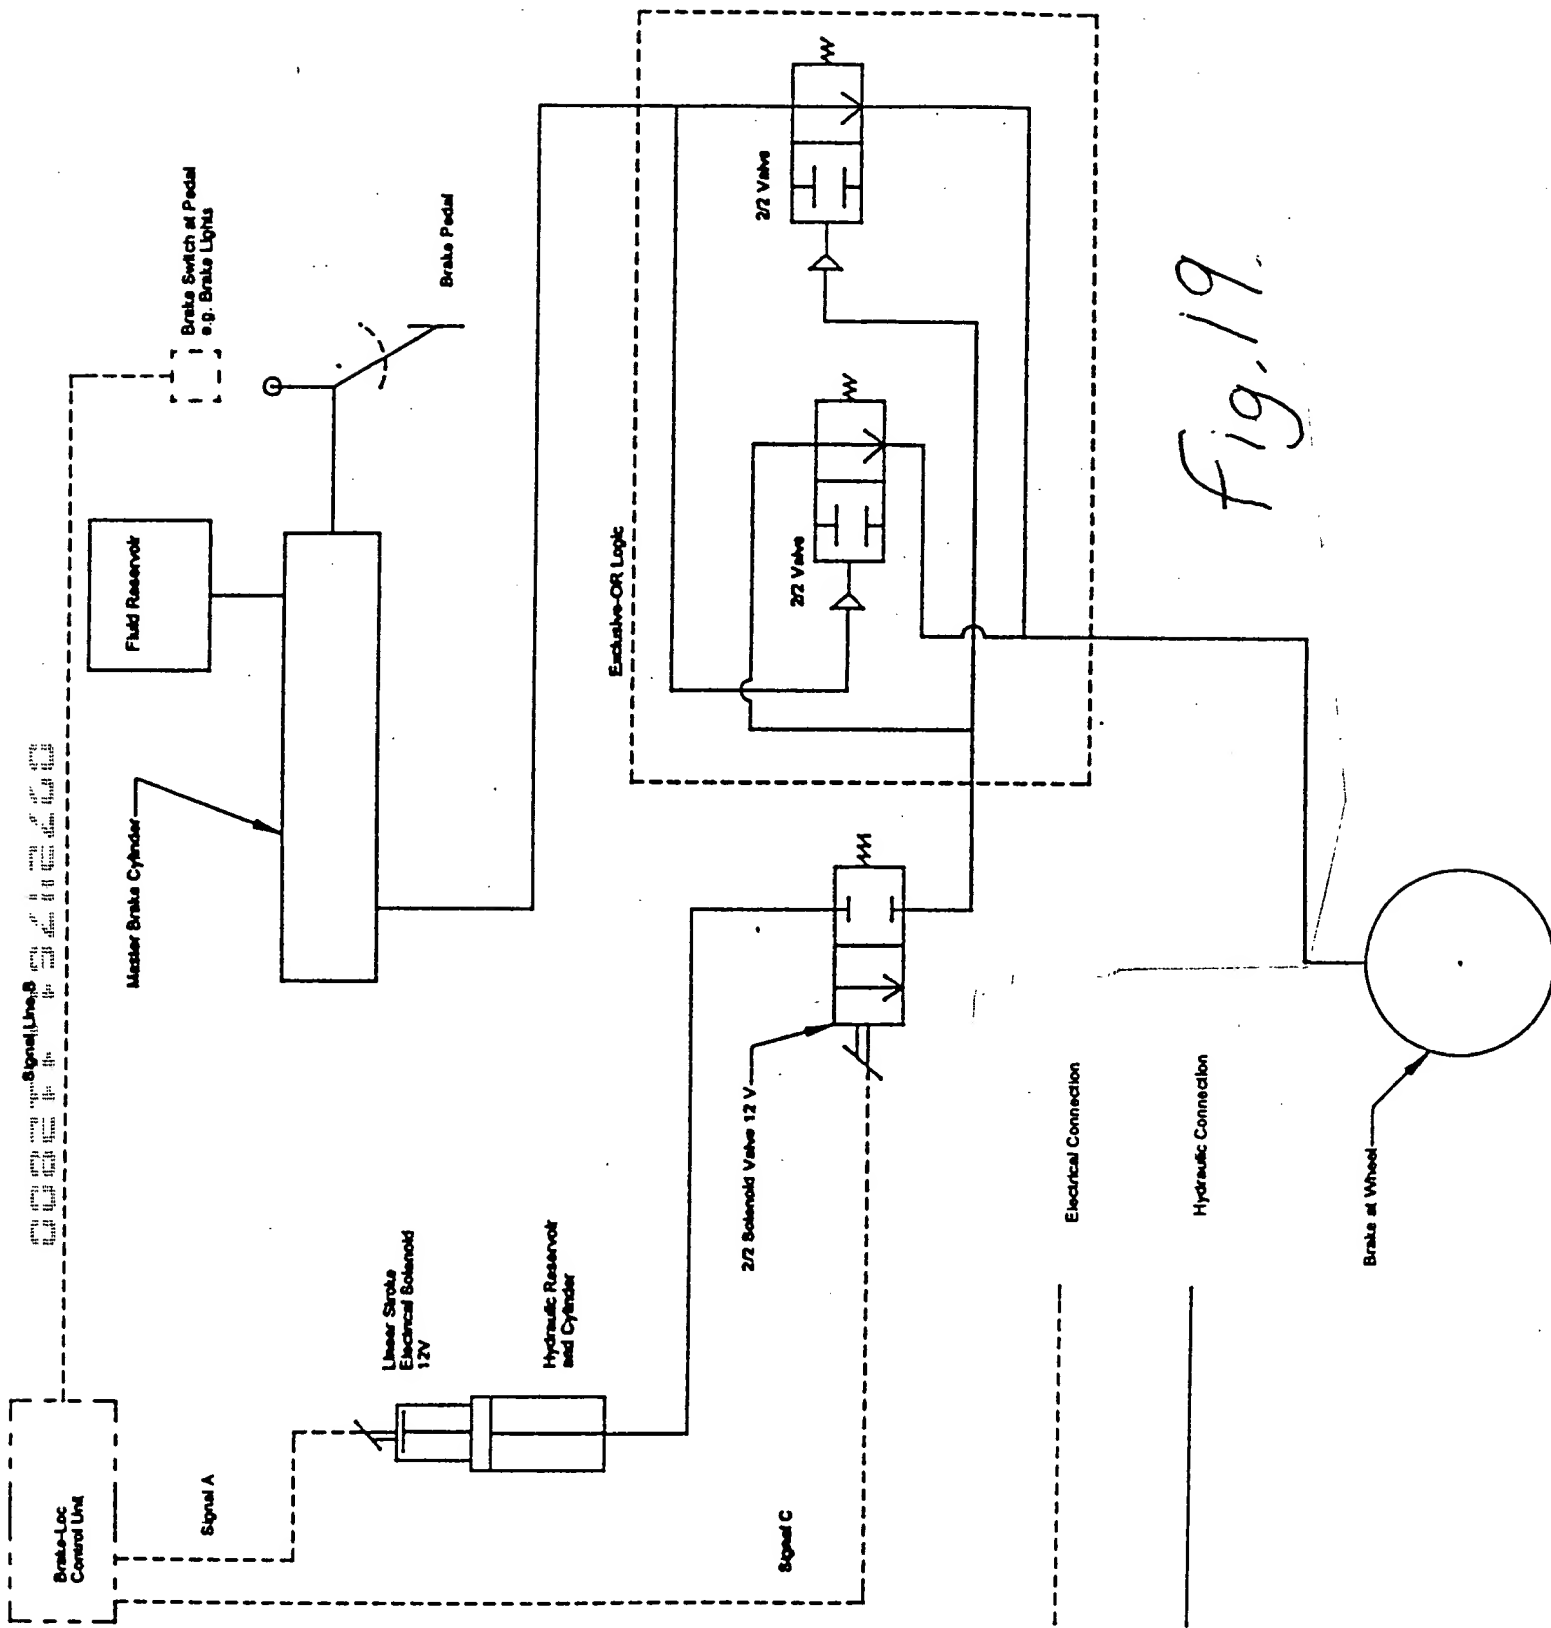 Signal Line B
Brake Switch at Pedal
e.g. Brake Lights
Fluid Reservoir
Brake Pedal
Master Brake Cylinder
Brake-Loc
Control Unit
Signal A
Linear Stroke
Electrical Solenoid
12V
Hydraulic Reservoir
and Cylinder
Exclusive-OR Logic
2/2 Valve
2/2 Valve
2/2 Solenoid Valve 12 V
Signal C
Electrical Connection
Hydraulic Connection
Brake at Wheel
Fig. 19.